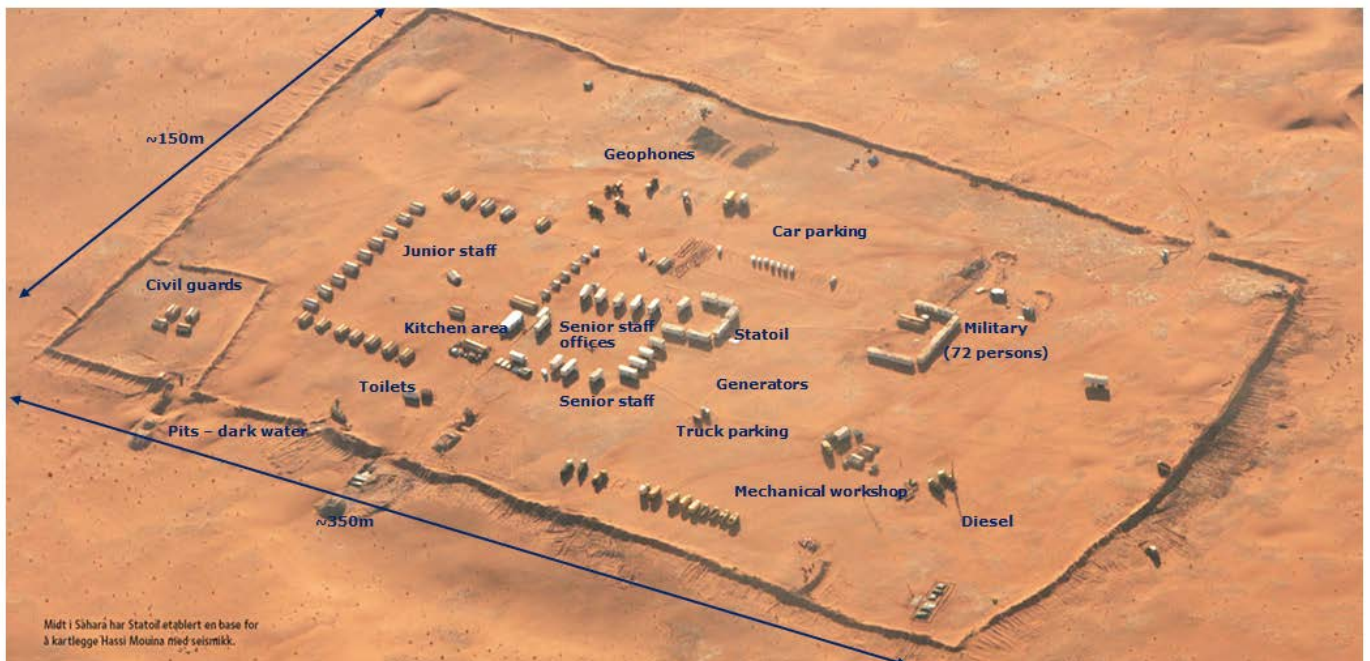 ~150m
Geophones
Car parking
Junior staff
Civil guards
Kitchen area
Senior staff
offices
Statoil
Military
(72 persons)
Toilets
Generators
Senior staff
Pits – dark water
Truck parking
Mechanical workshop
~350m
Diesel
Midt i Sahara har Statoil etablert en base for
å kartlegge Hassi Mouina med seismikk.